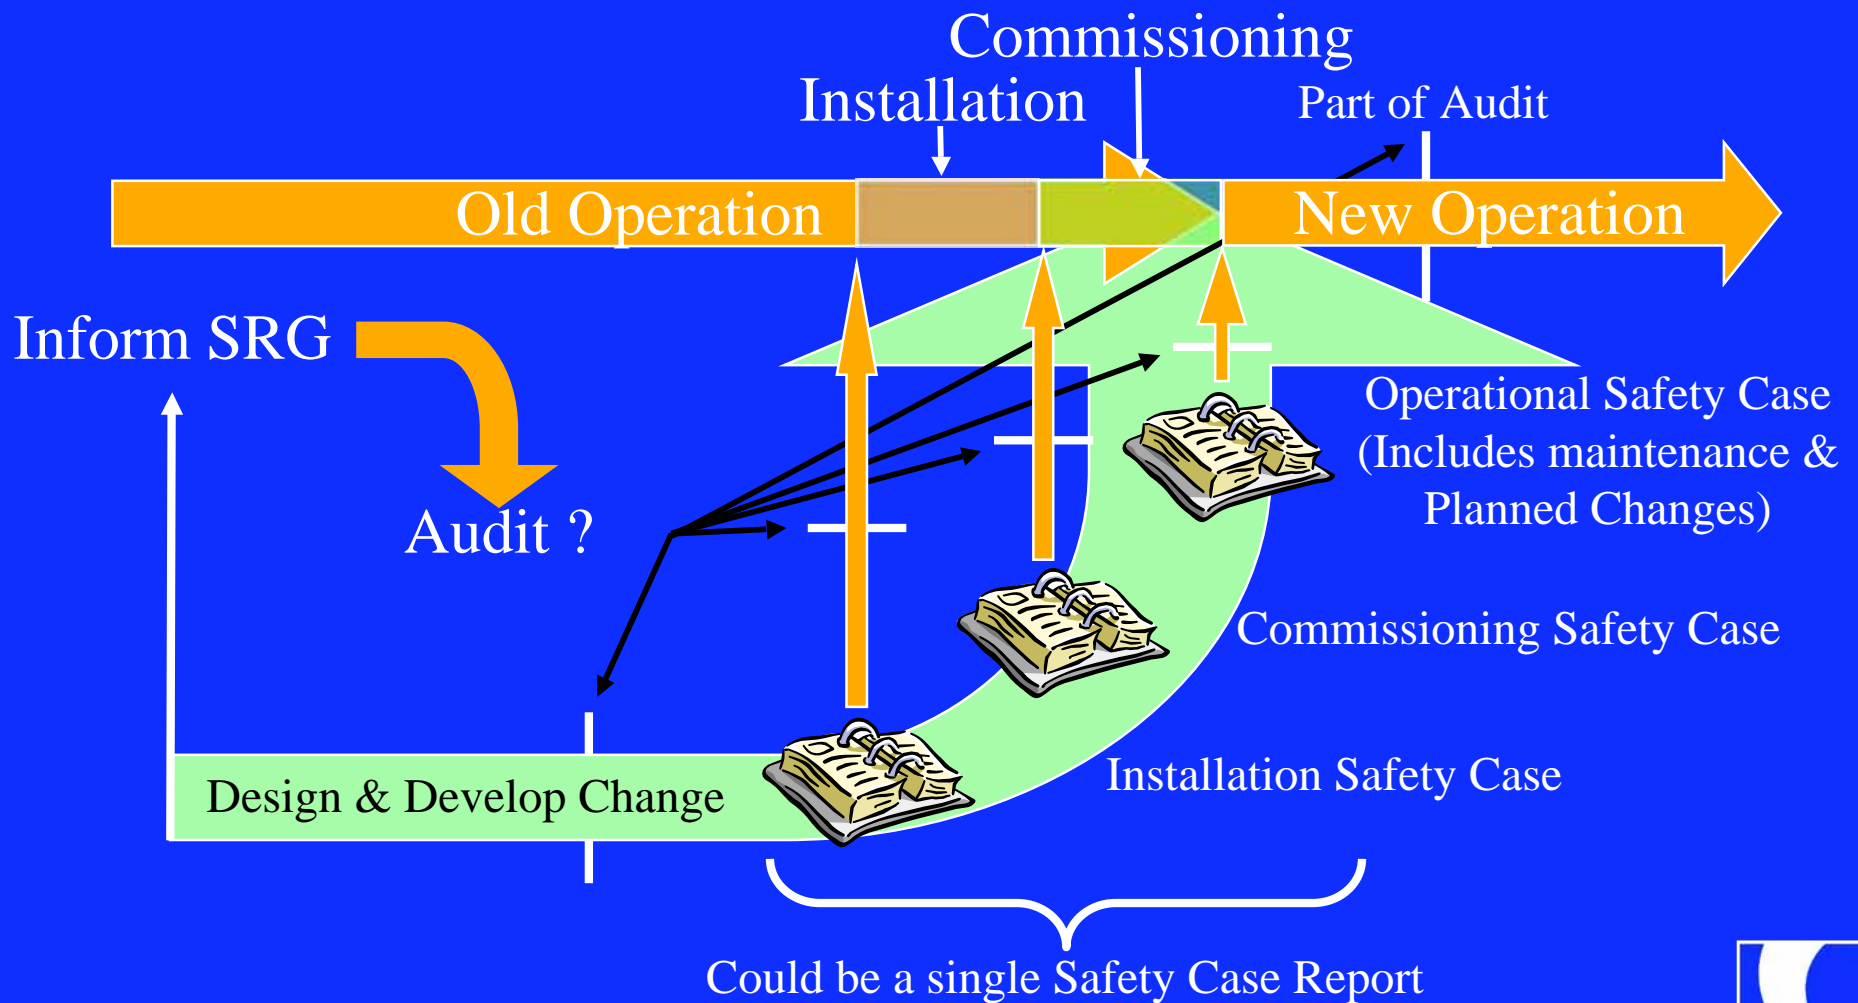 Commissioning
Installation
Part of Audit
Old Operation
New Operation
Inform SRG
Audit ?
Operational Safety Case
(Includes maintenance &
Planned Changes)
Commissioning Safety Case
Installation Safety Case
Design & Develop Change
Could be a single Safety Case Report